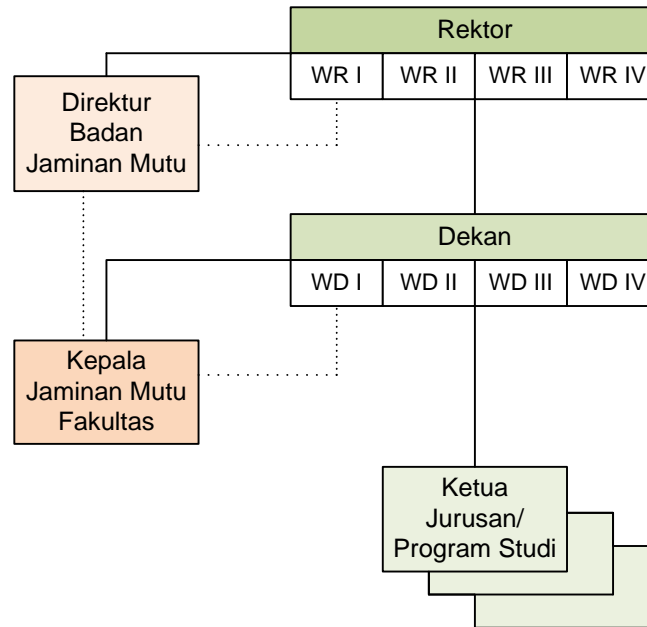 Rektor
WR I
WR II
WR III
WR IV
Direktur
Badan
Jaminan Mutu
Dekan
WD I
WD II
WD III
WD IV
Kepala
Jaminan Mutu
Fakultas
Ketua
Jurusan/
Program Studi